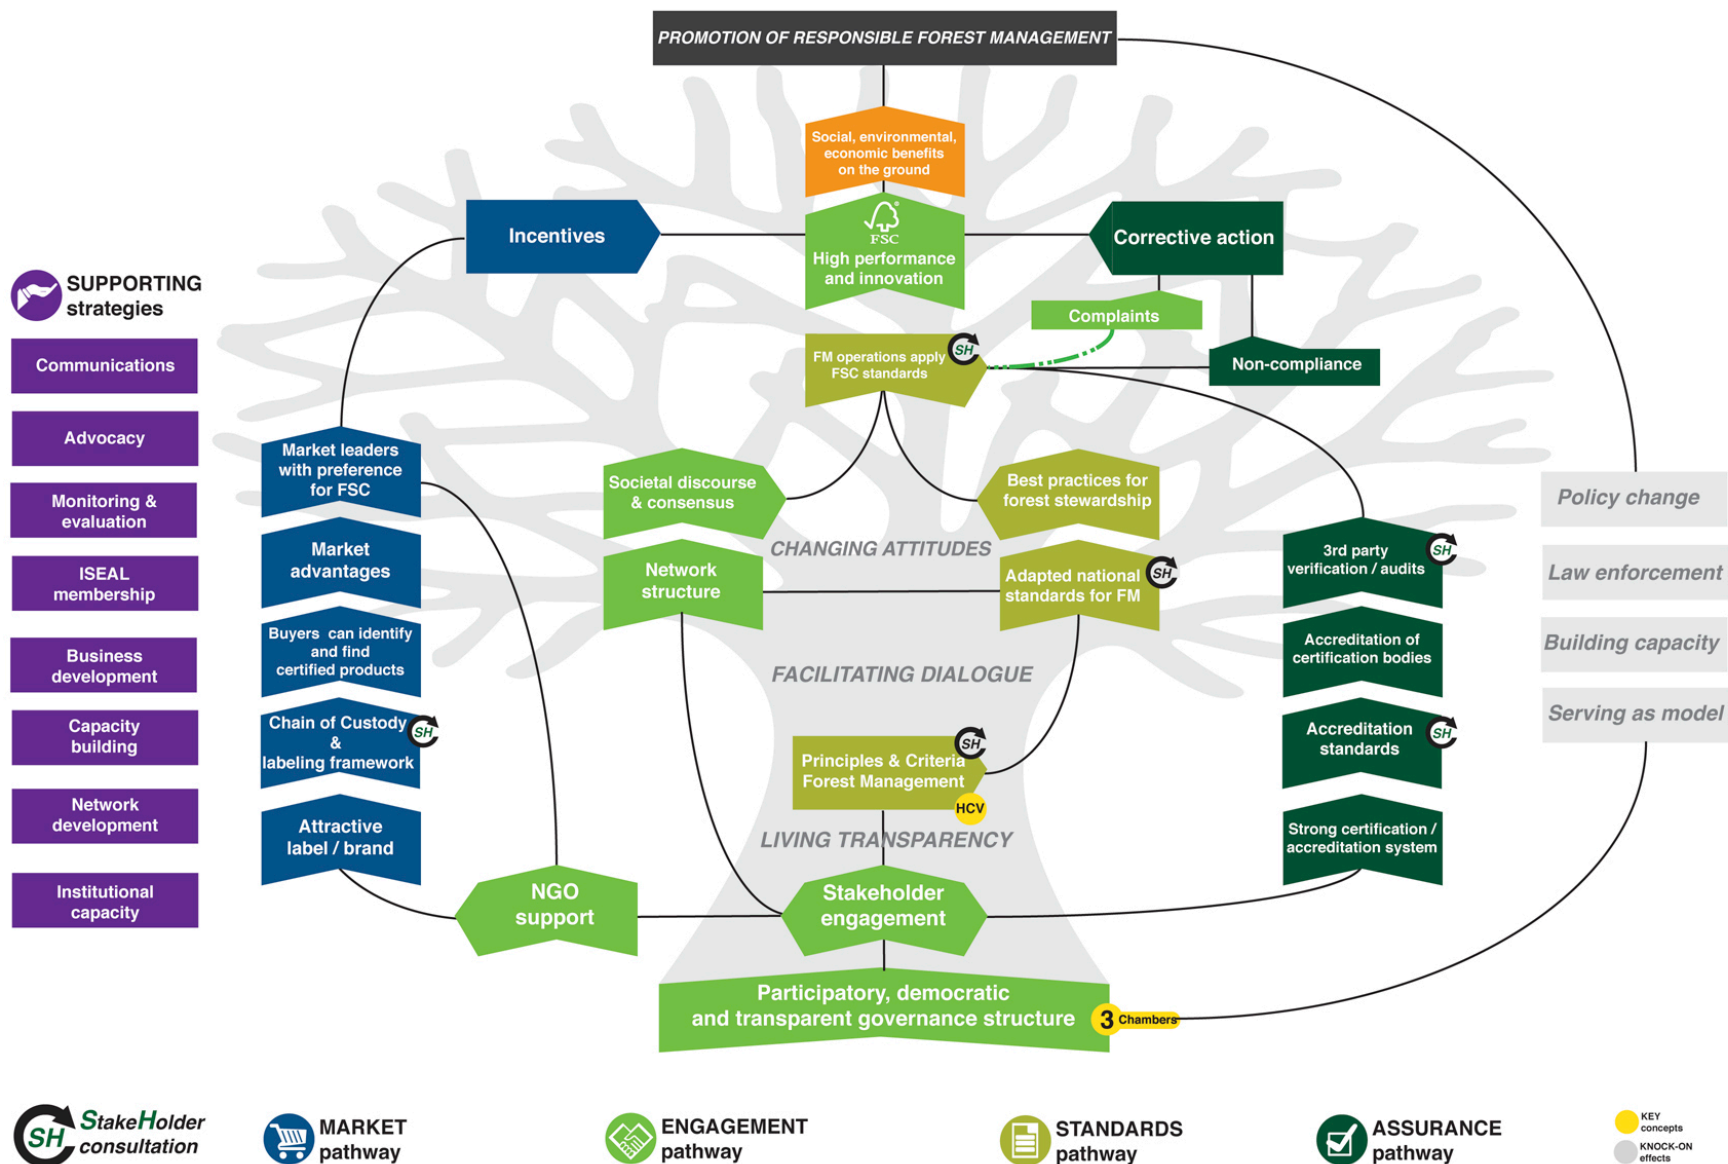 PROMOTION OF RESPONSIBLE FOREST MANAGEMENT
Social, environmental,
economic benefits
on the ground
Incentives
FSC
®
High performance
and innovation
Corrective action
Complaints
Non-compliance
FM operations apply
FSC standards
SH
SUPPORTING
strategies
Communications
Advocacy
Monitoring &
evaluation
ISEAL
membership
Business
development
Capacity
building
Network
development
Institutional
capacity
Market leaders
with preference
for FSC
Market
advantages
Buyers can identify
and find
certified products
Chain of Custody
&
labeling framework
SH
Attractive
label / brand
Societal discourse
& consensus
Best practices for
forest stewardship
CHANGING ATTITUDES
Network
structure
Adapted national
standards for FM
SH
FACILITATING DIALOGUE
Principles & Criteria
Forest Management
SH
HCV
LIVING TRANSPARENCY
NGO
support
Stakeholder
engagement
Participatory, democratic
and transparent governance structure
3 Chambers
3rd party
verification / audits
SH
Accreditation of
certification bodies
Accreditation
standards
SH
Strong certification /
accreditation system
Policy change
Law enforcement
Building capacity
Serving as model
SH
StakeHolder
consultation
MARKET
pathway
ENGAGEMENT
pathway
STANDARDS
pathway
ASSURANCE
pathway
KEY
concepts
KNOCK-ON
effects